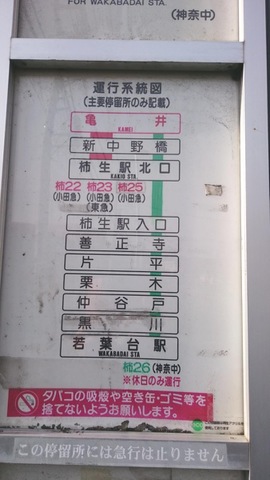 FOR WAKABADAI STA.
(神奈中)
運行系統図
(主要停留所のみ記載)
亀井
KAMEI
新中野橋
柿生駅北口
KAKIO STA.
柿22 柿23 柿25
(小田急) (小田急) (小田急)
(東急)
柿生駅入口
善正寺
片平
栗木
仲谷戸
黒川
若葉台駅
WAKABADAI STA
柿26 (神奈中)
※休日のみ運行
タバコの吸殻や空き缶・ゴミ等を
捨てないようお願いします。
この停留所には急行は止りません